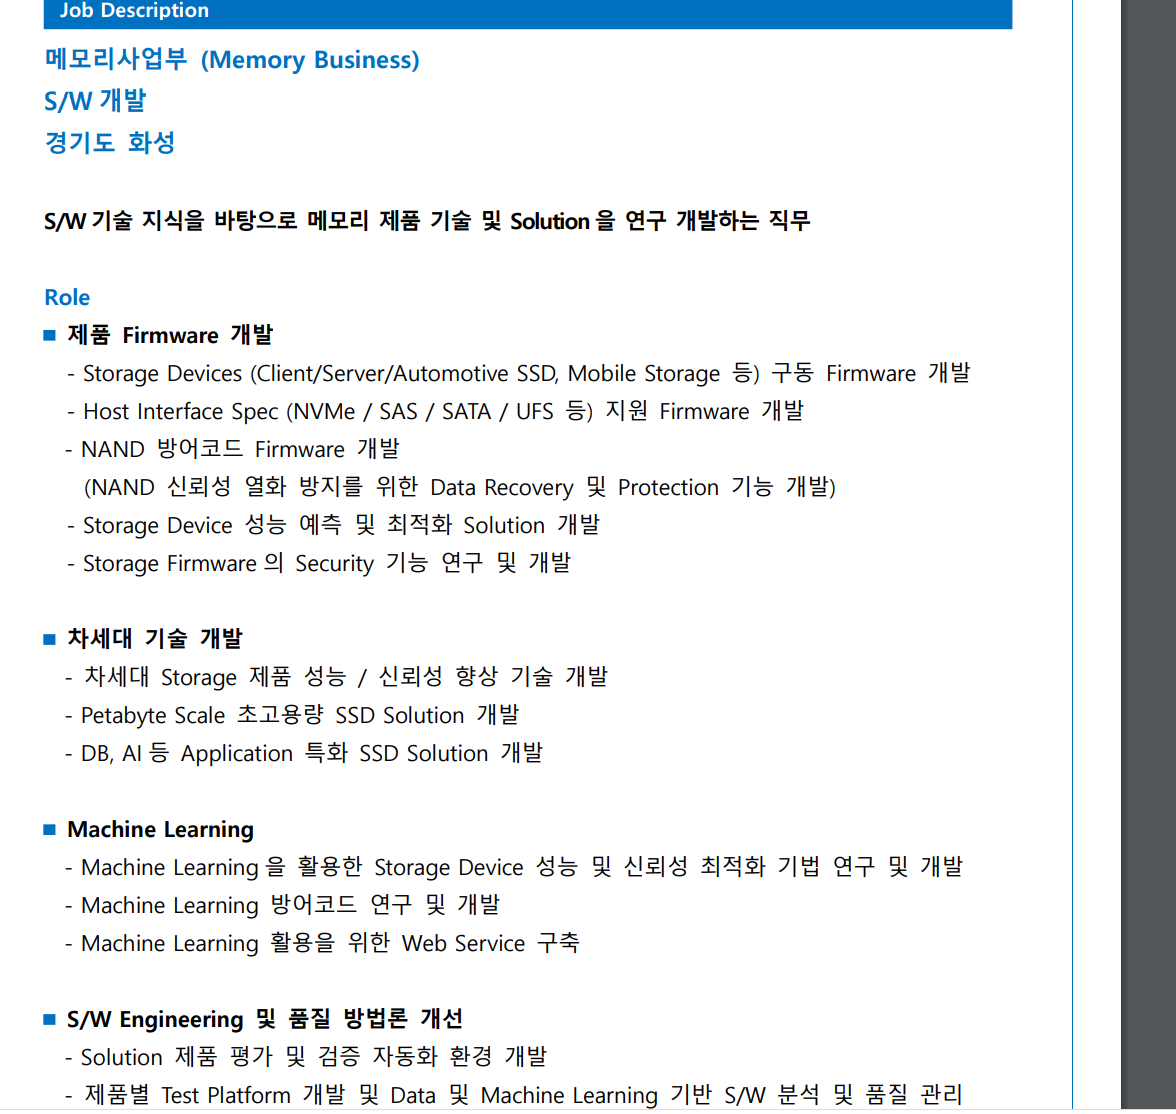 Job Description
메모리사업부 (Memory Business)
S/W 개발
경기도 화성
S/W 기술 지식을 바탕으로 메모리 제품 기술 및 Solution 을 연구 개발하는 직무
Role
■ 제품 Firmware 개발
- Storage Devices (Client/Server/Automotive SSD, Mobile Storage 등) 구동 Firmware 개발
- Host Interface Spec (NVMe / SAS / SATA / UFS 등) 지원 Firmware 개발
- NAND 방어코드 Firmware 개발
(NAND 신뢰성 열화 방지를 위한 Data Recovery 및 Protection 기능 개발)
- Storage Device 성능 예측 및 최적화 Solution 개발
- Storage Firmware 의 Security 기능 연구 및 개발
■ 차세대 기술 개발
- 차세대 Storage 제품 성능 / 신뢰성 향상 기술 개발
- Petabyte Scale 초고용량 SSD Solution 개발
- DB, AI 등 Application 특화 SSD Solution 개발
■ Machine Learning
- Machine Learning 을 활용한 Storage Device 성능 및 신뢰성 최적화 기법 연구 및 개발
- Machine Learning 방어코드 연구 및 개발
- Machine Learning 활용을 위한 Web Service 구축
■ S/W Engineering 및 품질 방법론 개선
- Solution 제품 평가 및 검증 자동화 환경 개발
- 제품별 Test Platform 개발 및 Data 및 Machine Learning 기반 S/W 분석 및 품질 관리